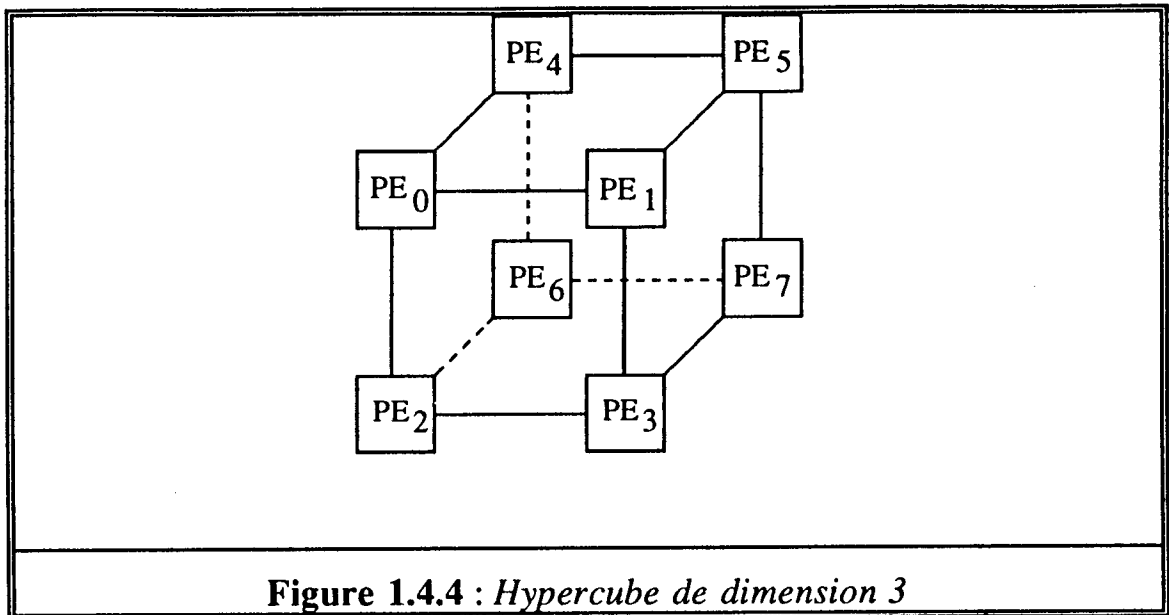 PE4 PE5
PE0 PE1
PE6 PE7
PE2 PE3
Figure 1.4.4 : Hypercube de dimension 3